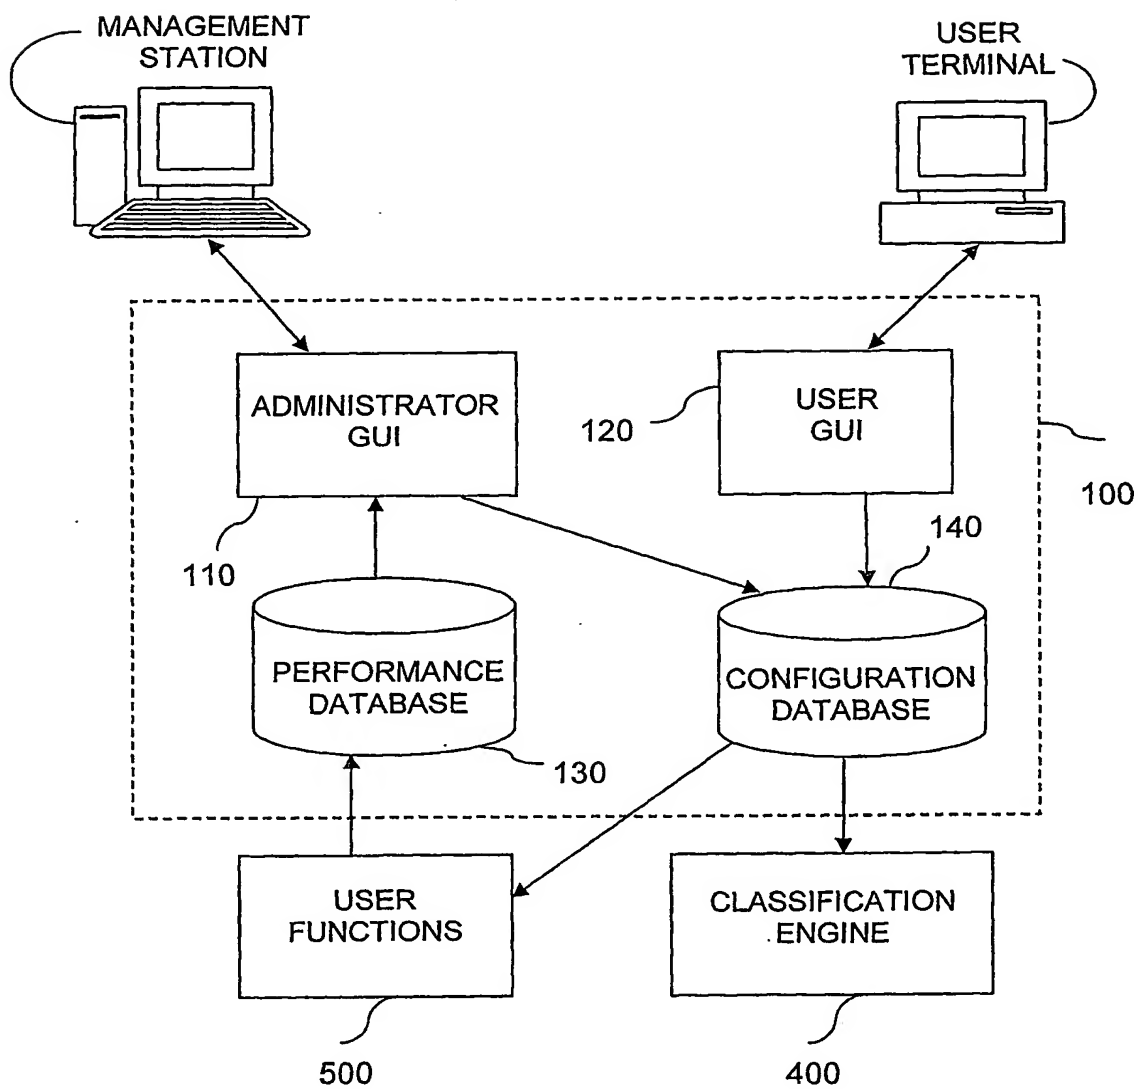 MANAGEMENT
STATION
USER
TERMINAL
ADMINISTRATOR
GUI
USER
GUI
120
100
110
140
PERFORMANCE
DATABASE
CONFIGURATION
DATABASE
130
USER
FUNCTIONS
CLASSIFICATION
ENGINE
500
400